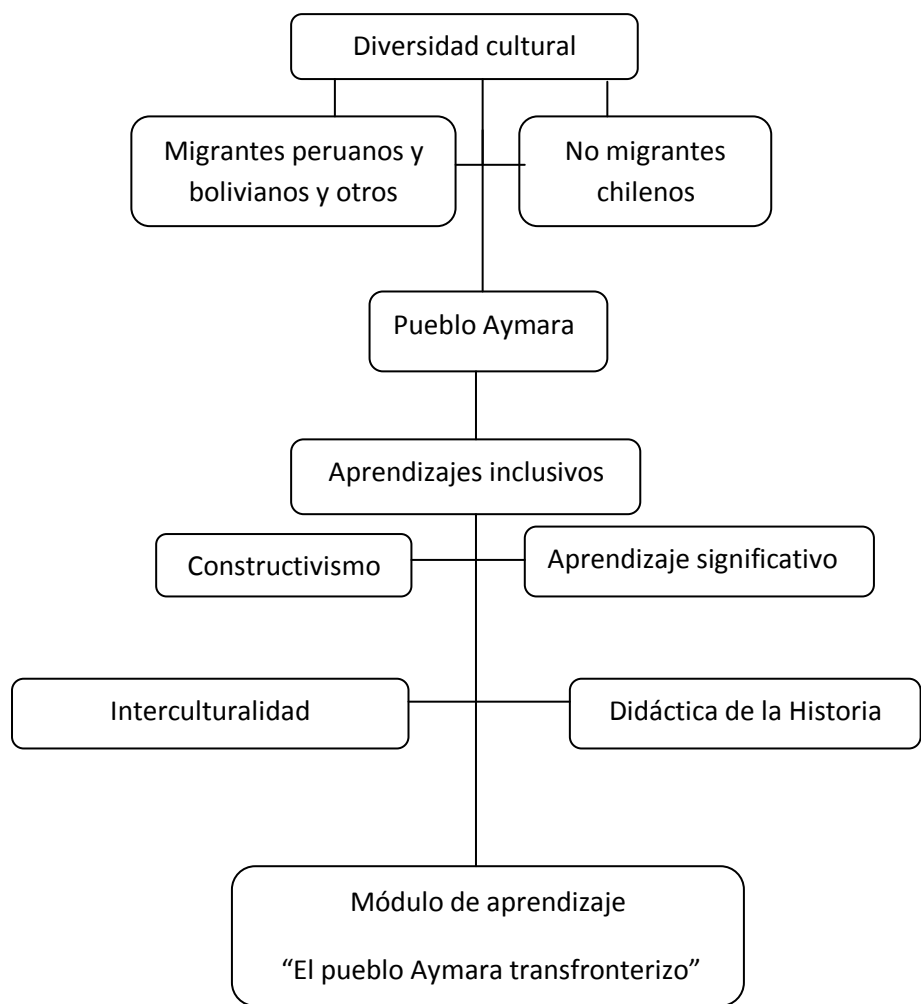 Diversidad cultural
Migrantes peruanos y
bolivianos y otros
No migrantes
chilenos
Pueblo Aymara
Aprendizajes inclusivos
Constructivismo
Aprendizaje significativo
Interculturalidad
Didáctica de la Historia
Módulo de aprendizaje
“El pueblo Aymara transfronterizo”